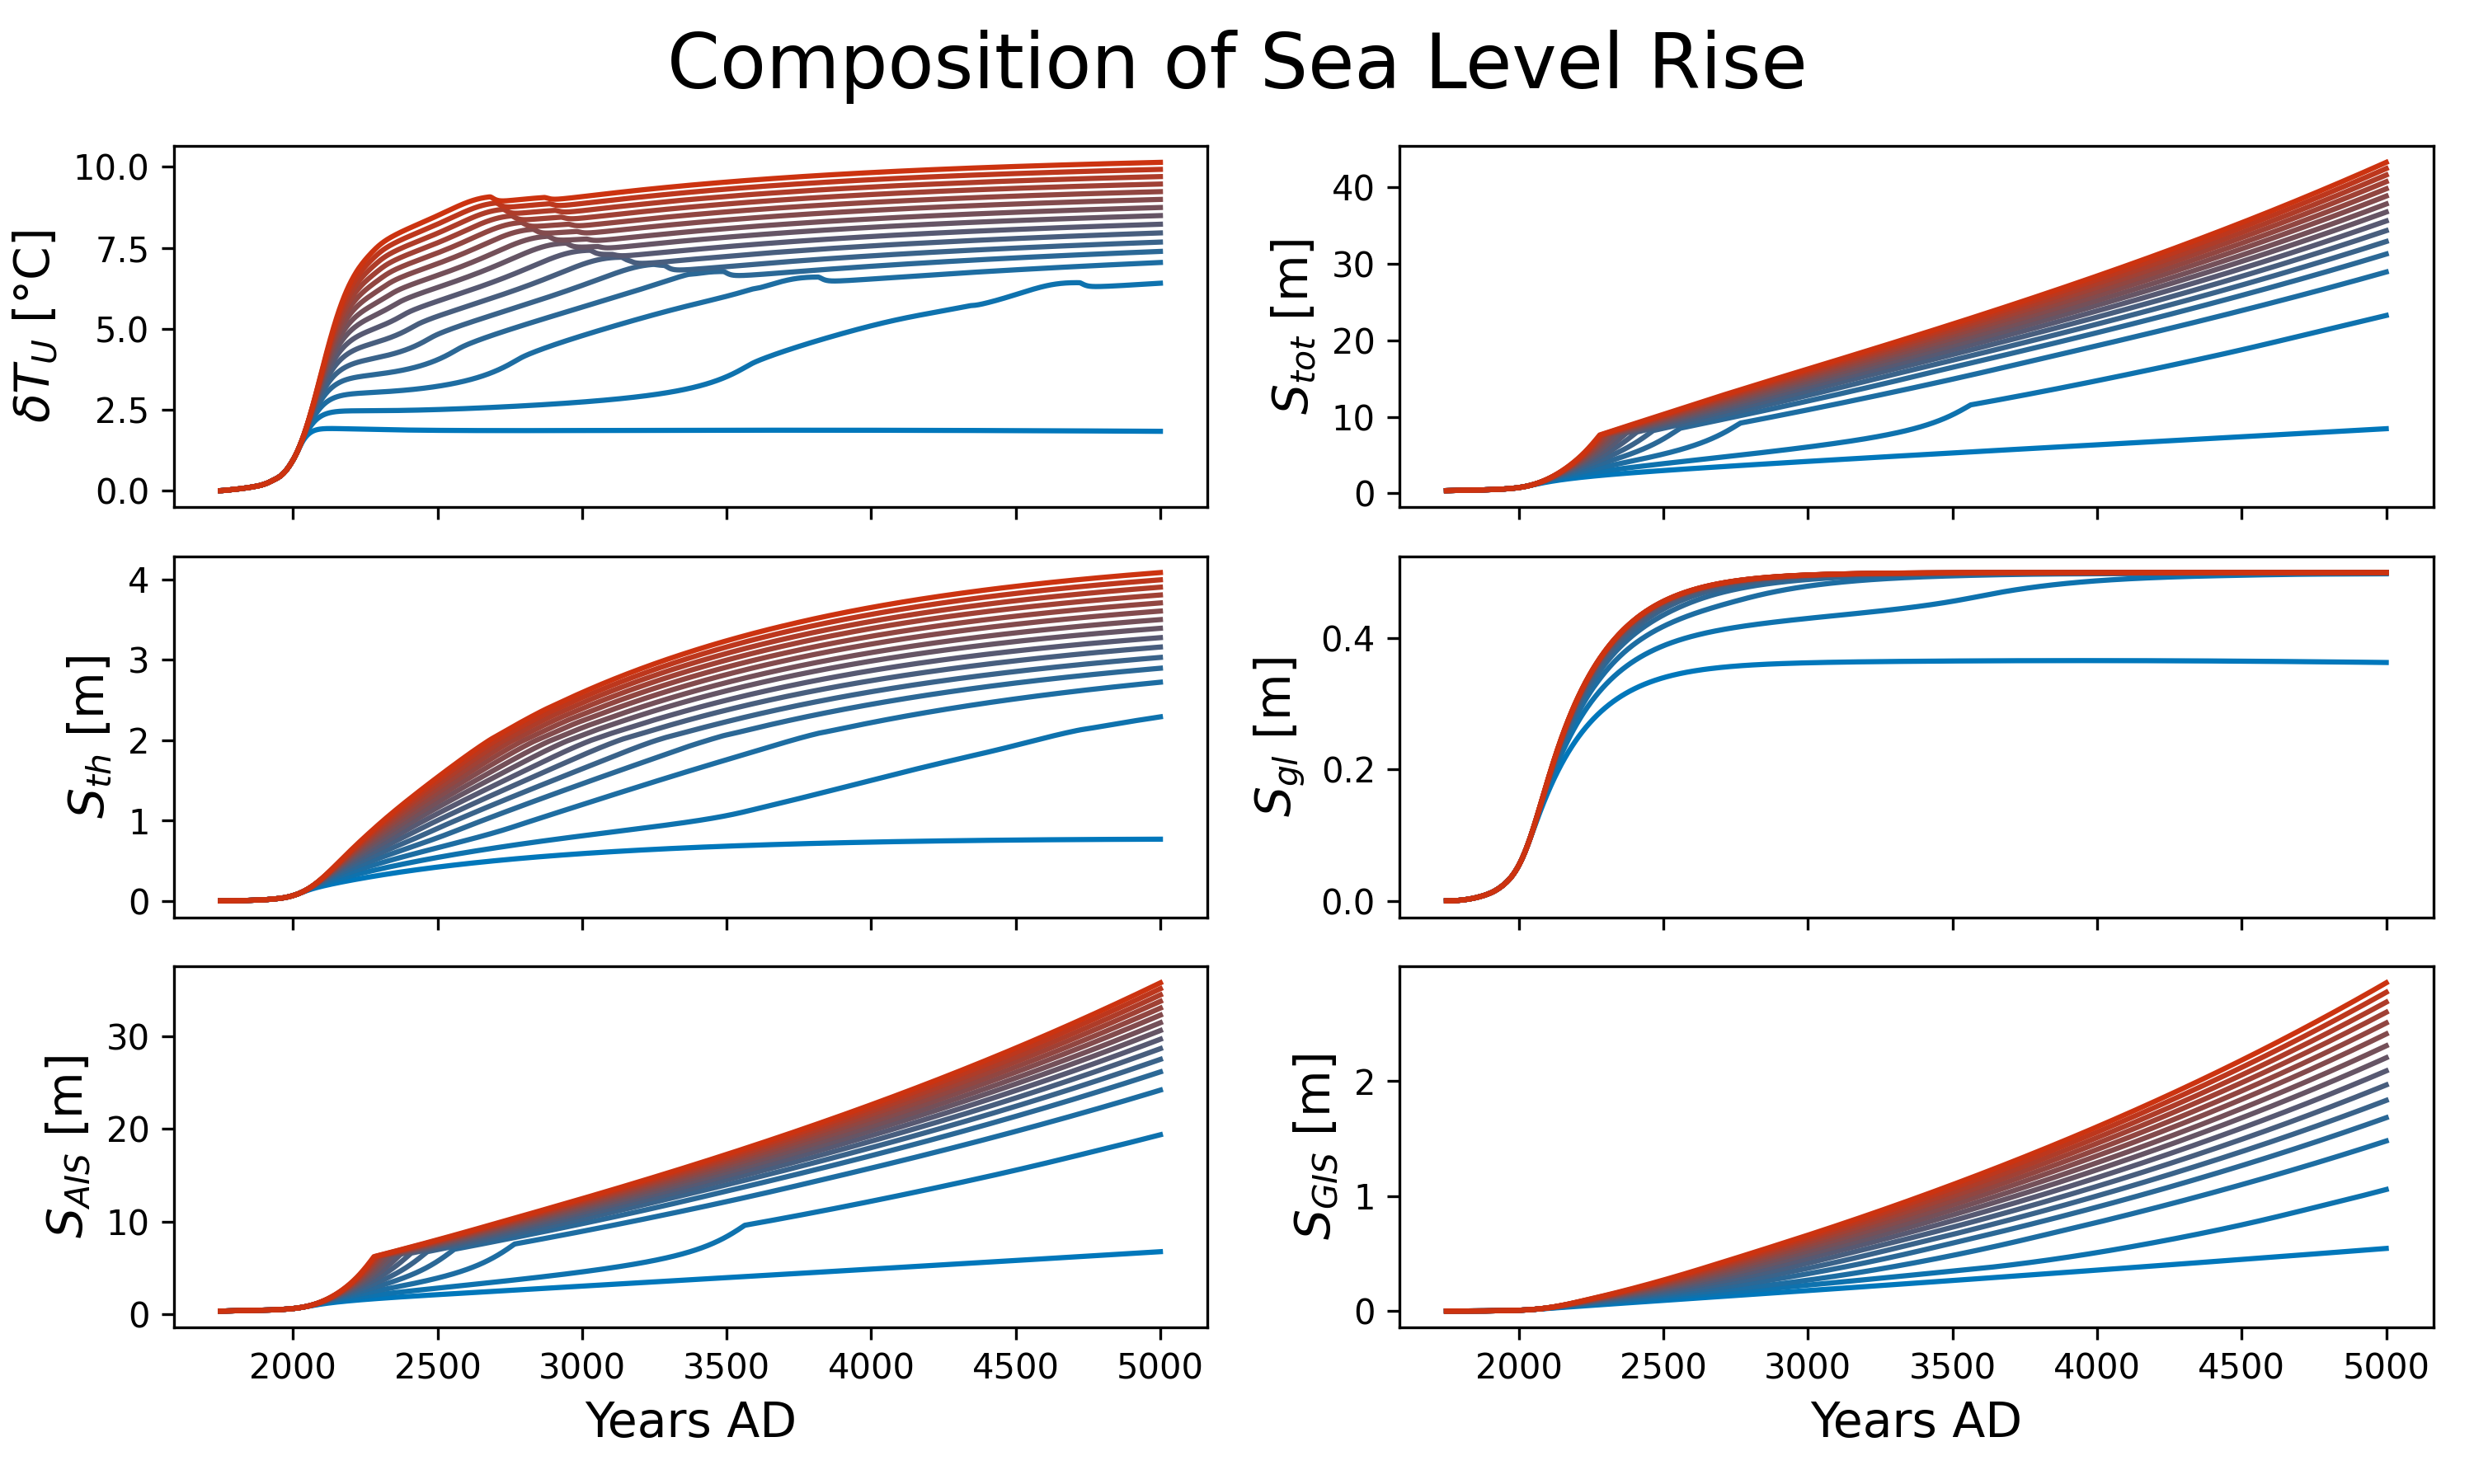 Composition of Sea Level Rise
δT_U [°C]
10.0
7.5
5.0
2.5
0.0
S_tot [m]
40
30
20
10
0
S_th [m]
4
3
2
1
0
S_gl [m]
0.4
0.2
0.0
S_AIS [m]
30
20
10
0
2000 2500 3000 3500 4000 4500 5000
Years AD
S_GIS [m]
2
1
0
2000 2500 3000 3500 4000 4500 5000
Years AD